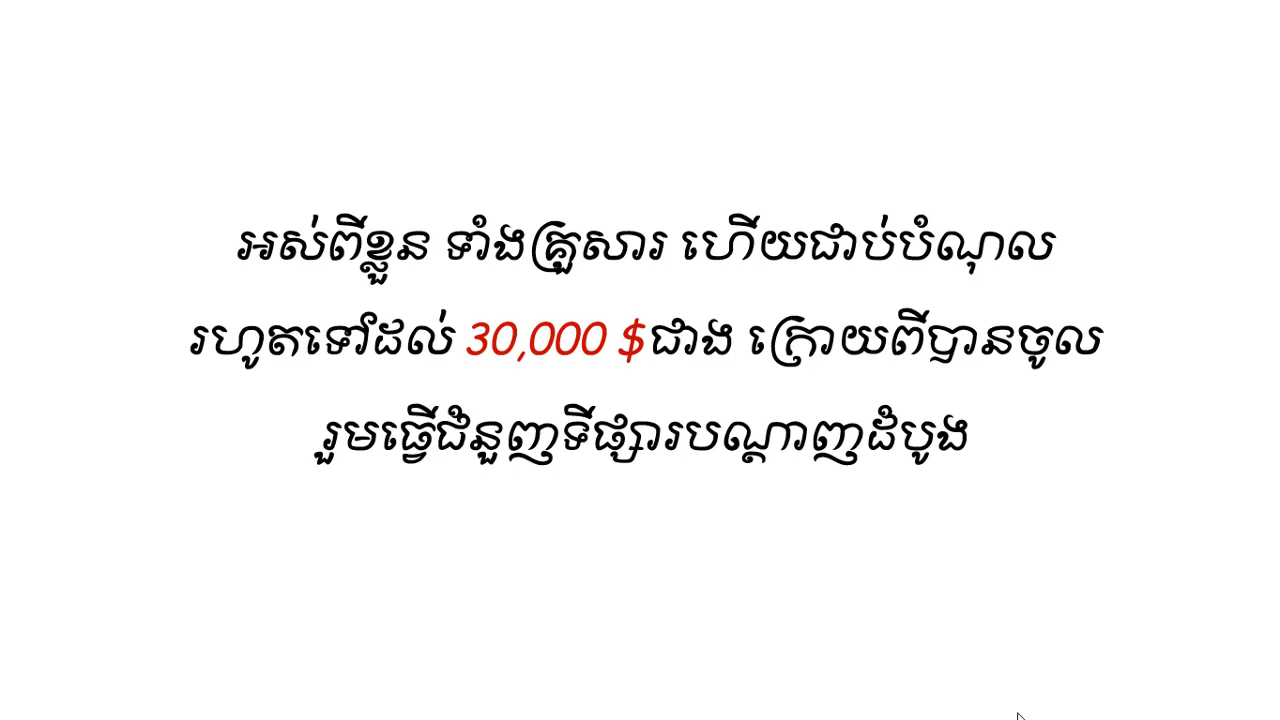 អស់ពីខ្លួន ទាំងគ្រួសារ ហើយជាប់បំណុល
រហូតទៅដល់ 30,000 $ជាង ក្រោយពីបានចូល
រួមធ្វើជំនួញទីផ្សារបណ្តាញដំបូង